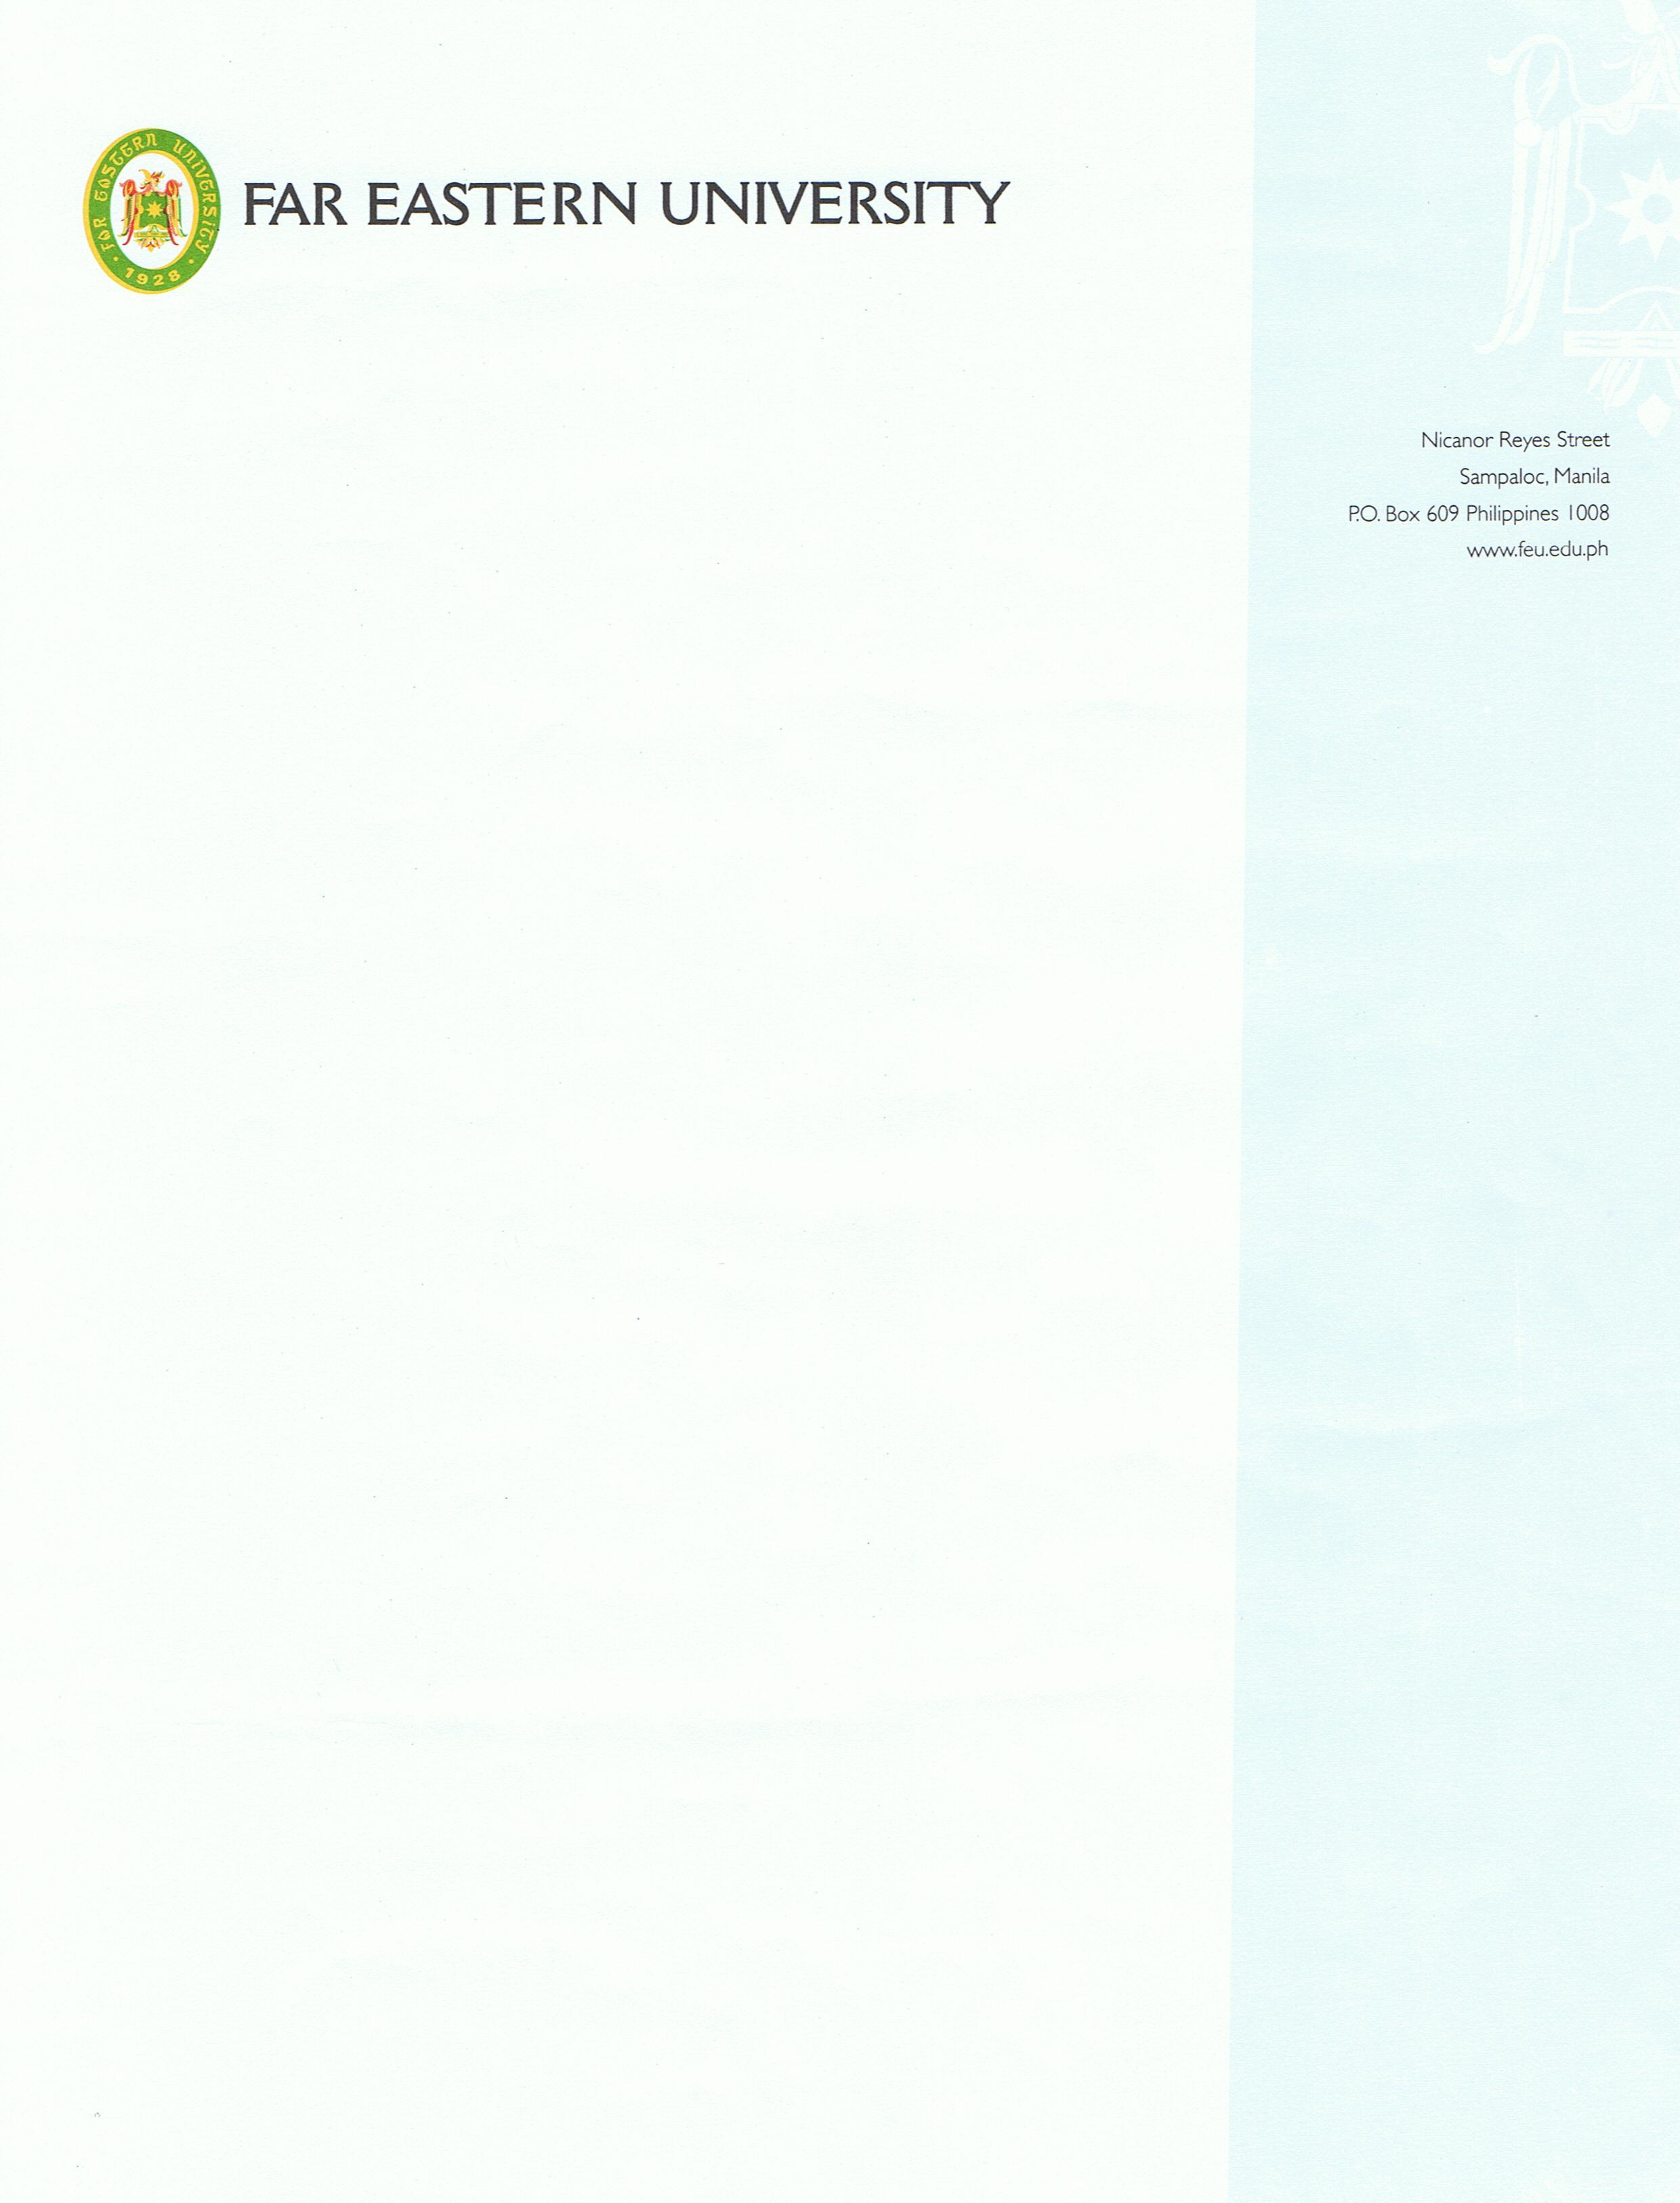 FAR EASTERN UNIVERSITY
· 1928 ·
FAR EASTERN UNIVERSITY
Nicanor Reyes Street
Sampaloc, Manila
P.O. Box 609 Philippines 1008
www.feu.edu.ph